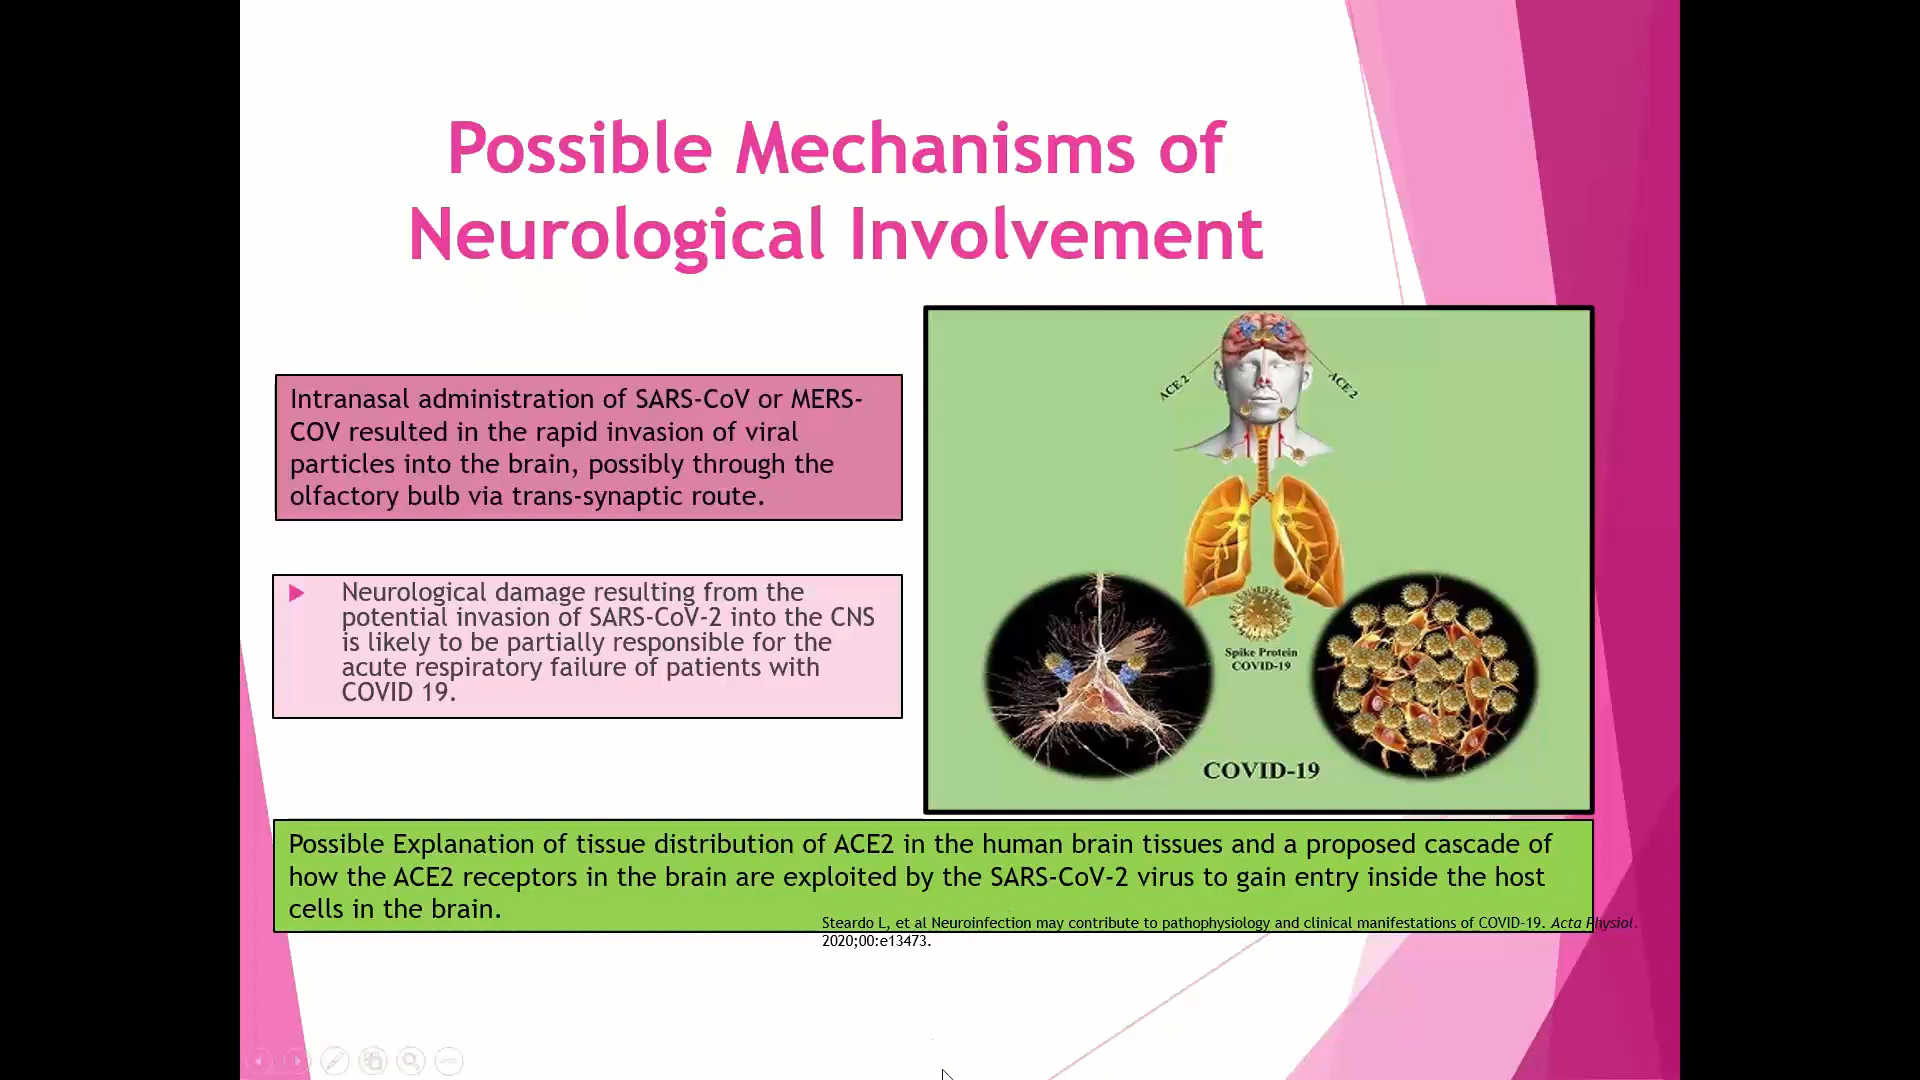 Possible Mechanisms of
Neurological Involvement
Intranasal administration of SARS-CoV or MERS-
COV resulted in the rapid invasion of viral
particles into the brain, possibly through the
olfactory bulb via trans-synaptic route.
Neurological damage resulting from the
potential invasion of SARS-CoV-2 into the CNS
is likely to be partially responsible for the
acute respiratory failure of patients with
COVID 19.
ACE 2
ACE 2
Spike Protein
COVID-19
COVID-19
Possible Explanation of tissue distribution of ACE2 in the human brain tissues and a proposed cascade of
how the ACE2 receptors in the brain are exploited by the SARS-CoV-2 virus to gain entry inside the host
cells in the brain.
Steardo L, et al Neuroinfection may contribute to pathophysiology and clinical manifestations of COVID-19. Acta Physiol.
2020;00:e13473.